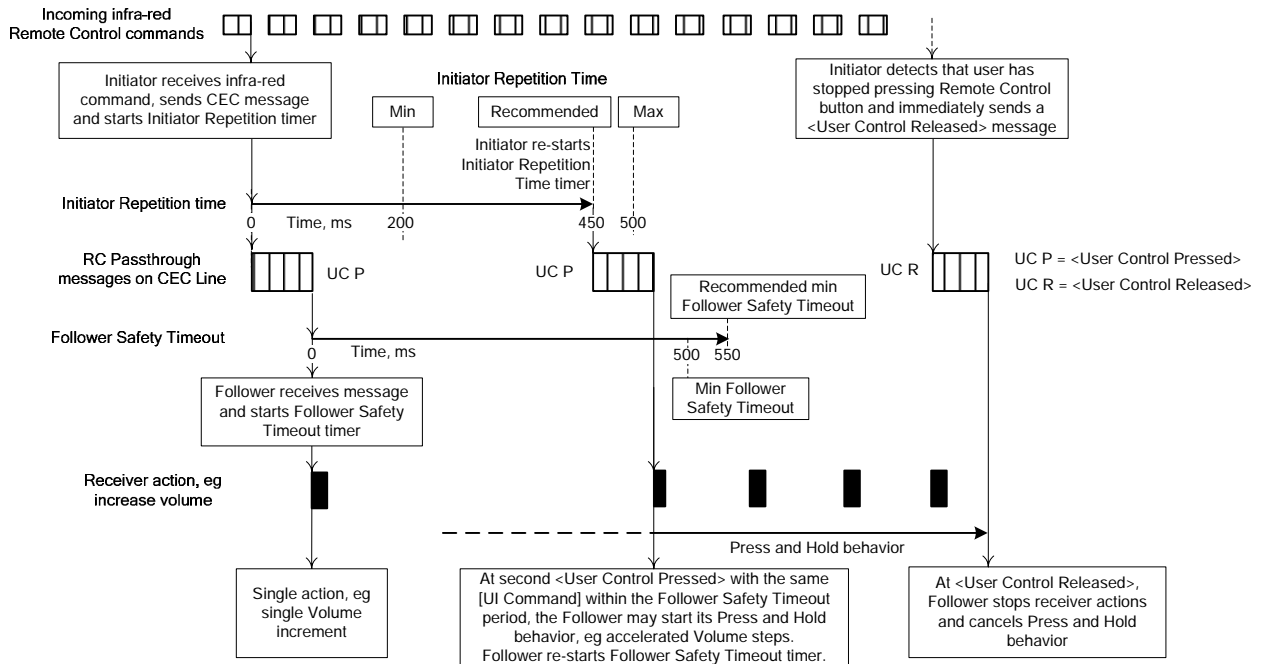 Incoming infra-red
Remote Control commands
Initiator receives infra-red
command, sends CEC message
and starts Initiator Repetition timer
Initiator Repetition Time
Min
Recommended
Max
Initiator re-starts
Initiator Repetition
Time timer
Initiator detects that user has
stopped pressing Remote Control
button and immediately sends a
<User Control Released> message
Initiator Repetition time
0 Time, ms 200 450 500
RC Passthrough
messages on CEC Line
UC P
UC P
UC R
UC P = <User Control Pressed>
UC R = <User Control Released>
Recommended min
Follower Safety Timeout
Follower Safety Timeout
0 Time, ms 500 550
Follower receives message
and starts Follower Safety
Timeout timer
Min Follower
Safety Timeout
Receiver action, eg
increase volume
Press and Hold behavior
Single action, eg
single Volume
increment
At second <User Control Pressed> with the same
[UI Command] within the Follower Safety Timeout
period, the Follower may start its Press and Hold
behavior, eg accelerated Volume steps.
Follower re-starts Follower Safety Timeout timer.
At <User Control Released>,
Follower stops receiver actions
and cancels Press and Hold
behavior